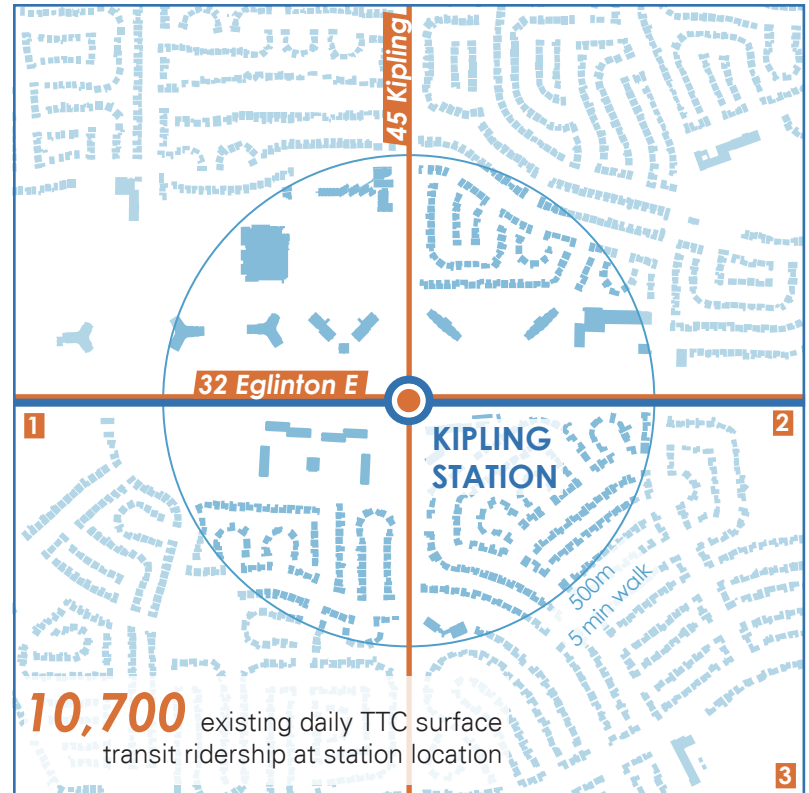 45 Kipling
32 Eglinton E
1
2
KIPLING
STATION
500m
5 min walk
10,700 existing daily TTC surface
transit ridership at station location
3